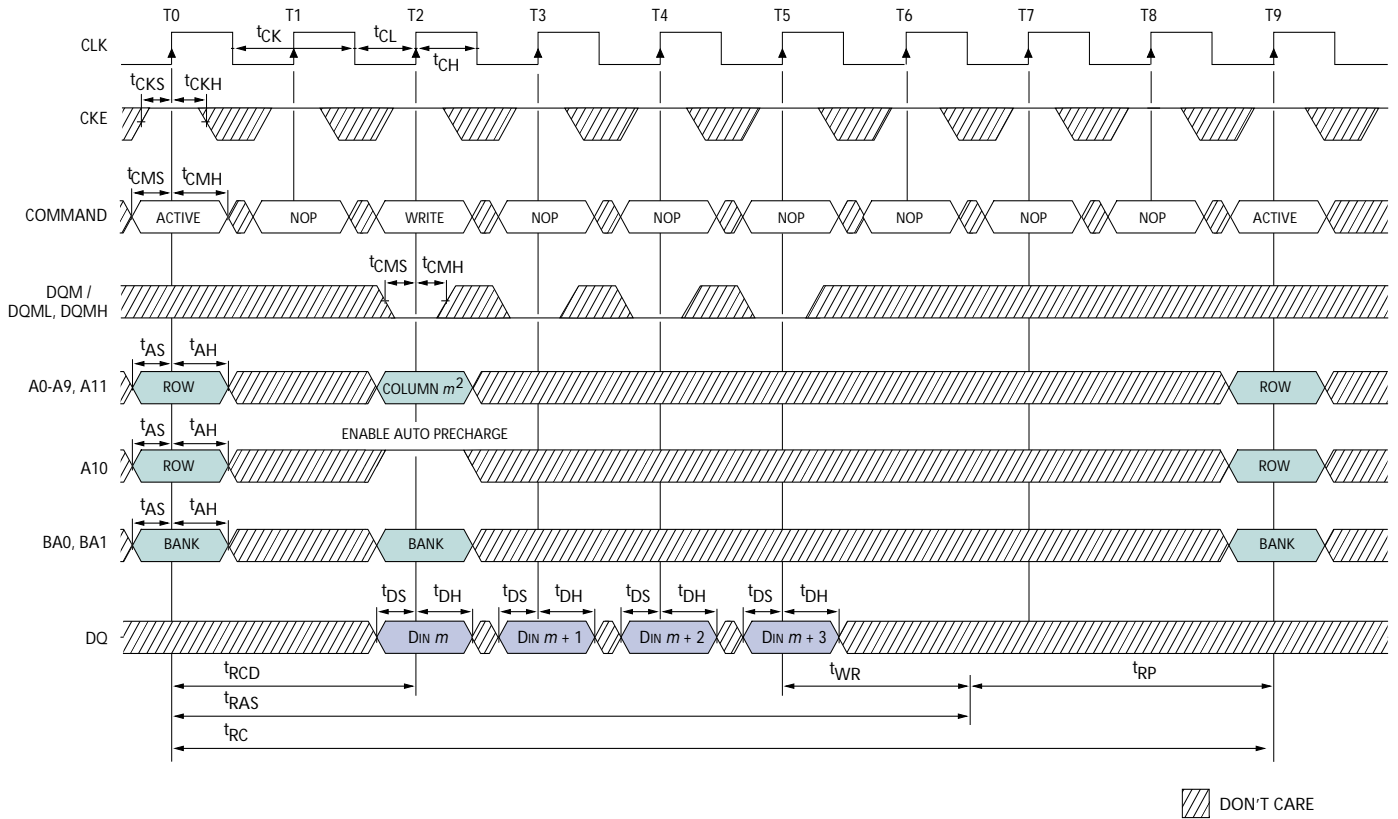 T0 T1 T2 T3 T4 T5 T6 T7 T8 T9
CLK tCK tCL tCH
tCKS tCKH
CKE
tCMS tCMH
COMMAND ACTIVE NOP WRITE NOP NOP NOP NOP NOP NOP ACTIVE
tCMS tCMH
DQM /
DQML, DQMH
tAS tAH
A0-A9, A11 ROW COLUMN m2 ROW
ENABLE AUTO PRECHARGE
tAS tAH
A10 ROW ROW
tAS tAH
BA0, BA1 BANK BANK BANK
tDS tDH tDS tDH tDS tDH tDS tDH
DQ DIN m DIN m + 1 DIN m + 2 DIN m + 3
tRCD tWR tRP
tRAS
tRC
DON'T CARE